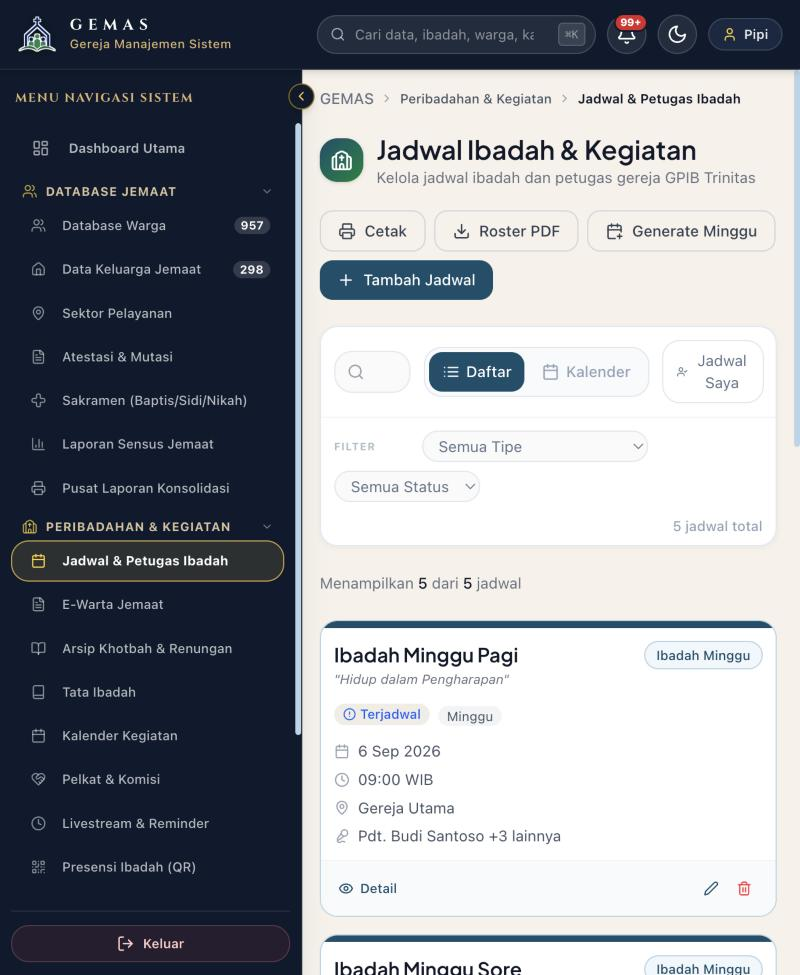 GEMAS
Gereja Manajemen Sistem
Cari data, ibadah, warga, ka
⌘K
99+
Pipi
MENU NAVIGASI SISTEM
Dashboard Utama
DATABASE JEMAAT
Database Warga 957
Data Keluarga Jemaat 298
Sektor Pelayanan
Atestasi & Mutasi
Sakramen (Baptis/Sidi/Nikah)
Laporan Sensus Jemaat
Pusat Laporan Konsolidasi
PERIBADAHAN & KEGIATAN
Jadwal & Petugas Ibadah
E-Warta Jemaat
Arsip Khotbah & Renungan
Tata Ibadah
Kalender Kegiatan
Pelkat & Komisi
Livestream & Reminder
Presensi Ibadah (QR)
Keluar
GEMAS > Peribadahan & Kegiatan > Jadwal & Petugas Ibadah
Jadwal Ibadah & Kegiatan
Kelola jadwal ibadah dan petugas gereja GPIB Trinitas
Cetak
Roster PDF
Generate Minggu
Tambah Jadwal
Daftar
Kalender
Jadwal
Saya
FILTER
Semua Tipe
Semua Status
5 jadwal total
Menampilkan 5 dari 5 jadwal
Ibadah Minggu Pagi
Ibadah Minggu
"Hidup dalam Pengharapan"
Terjadwal
Minggu
6 Sep 2026
09:00 WIB
Gereja Utama
Pdt. Budi Santoso +3 lainnya
Detail
Ibadah Minggu Sore
Ibadah Minggu